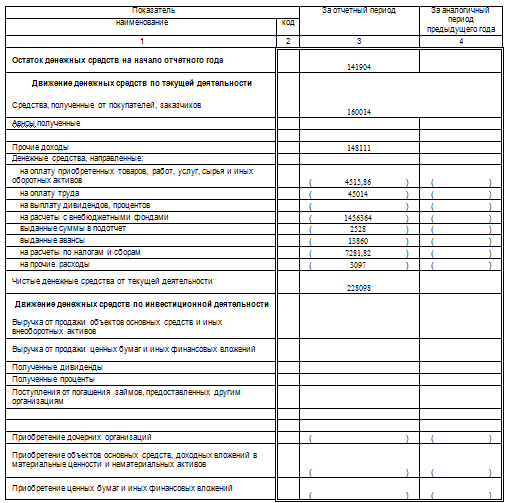 Показатель За отчетный период За аналогичный
период
предыдущего года
наименование код
1 2 3 4
Остаток денежных средств на начало отчетного года
141904
Движение денежных средств по текущей деятельности
Средства, полученные от покупателей, заказчиков
160014
Авансы, полученные
Прочие доходы 148111
Денежные средства, направленные:
на оплату приобретенных товаров, работ, услуг, сырья и иных
оборотных активов ( 4515,86 ) ( )
на оплату труда ( 45014 ) ( )
на выплату дивидендов, процентов ( ) ( )
на расчеты с внебюджетными фондами ( 1456364 ) ( )
выданные суммы в подотчет ( 2528 ) ( )
выданные авансы ( 13860 ) ( )
на расчеты по налогам и сборам ( 7281,82 ) ( )
на прочие расходы ( 3097 ) ( )
Чистые денежные средства от текущей деятельности
228098
Движение денежных средств по инвестиционной деятельности
Выручка от продажи объектов основных средств и иных
внеоборотных активов
Выручка от продажи ценных бумаг и иных финансовых вложений
Полученные дивиденды
Полученные проценты
Поступления от погашения займов, предоставленных другим
организациям
Приобретение дочерних организаций ( ) ( )
Приобретение объектов основных средств, доходных вложений в
материальные ценности и нематериальных активов ( ) ( )
Приобретение ценных бумаг и иных финансовых вложений ( ) ( )